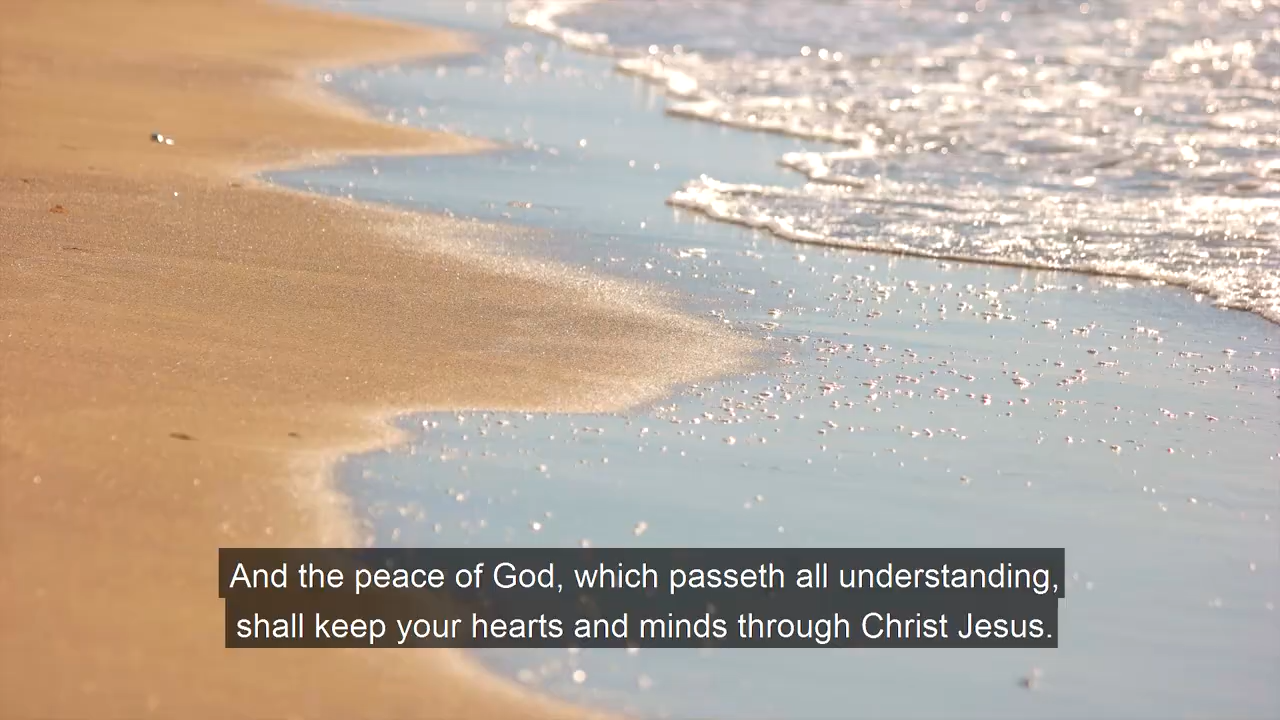 And the peace of God, which passeth all understanding,
shall keep your hearts and minds through Christ Jesus.